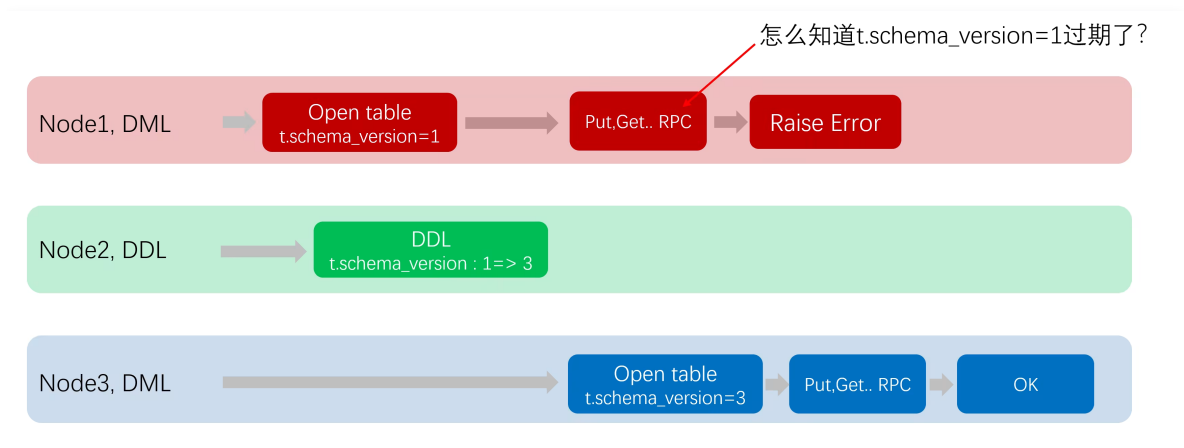 怎么知道t.schema_version=1过期了?
Node1, DML
Open table
t.schema_version=1
Put,Get.. RPC
Raise Error
Node2, DDL
DDL
t.schema_version : 1=> 3
Node3, DML
Open table
t.schema_version=3
Put,Get.. RPC
OK